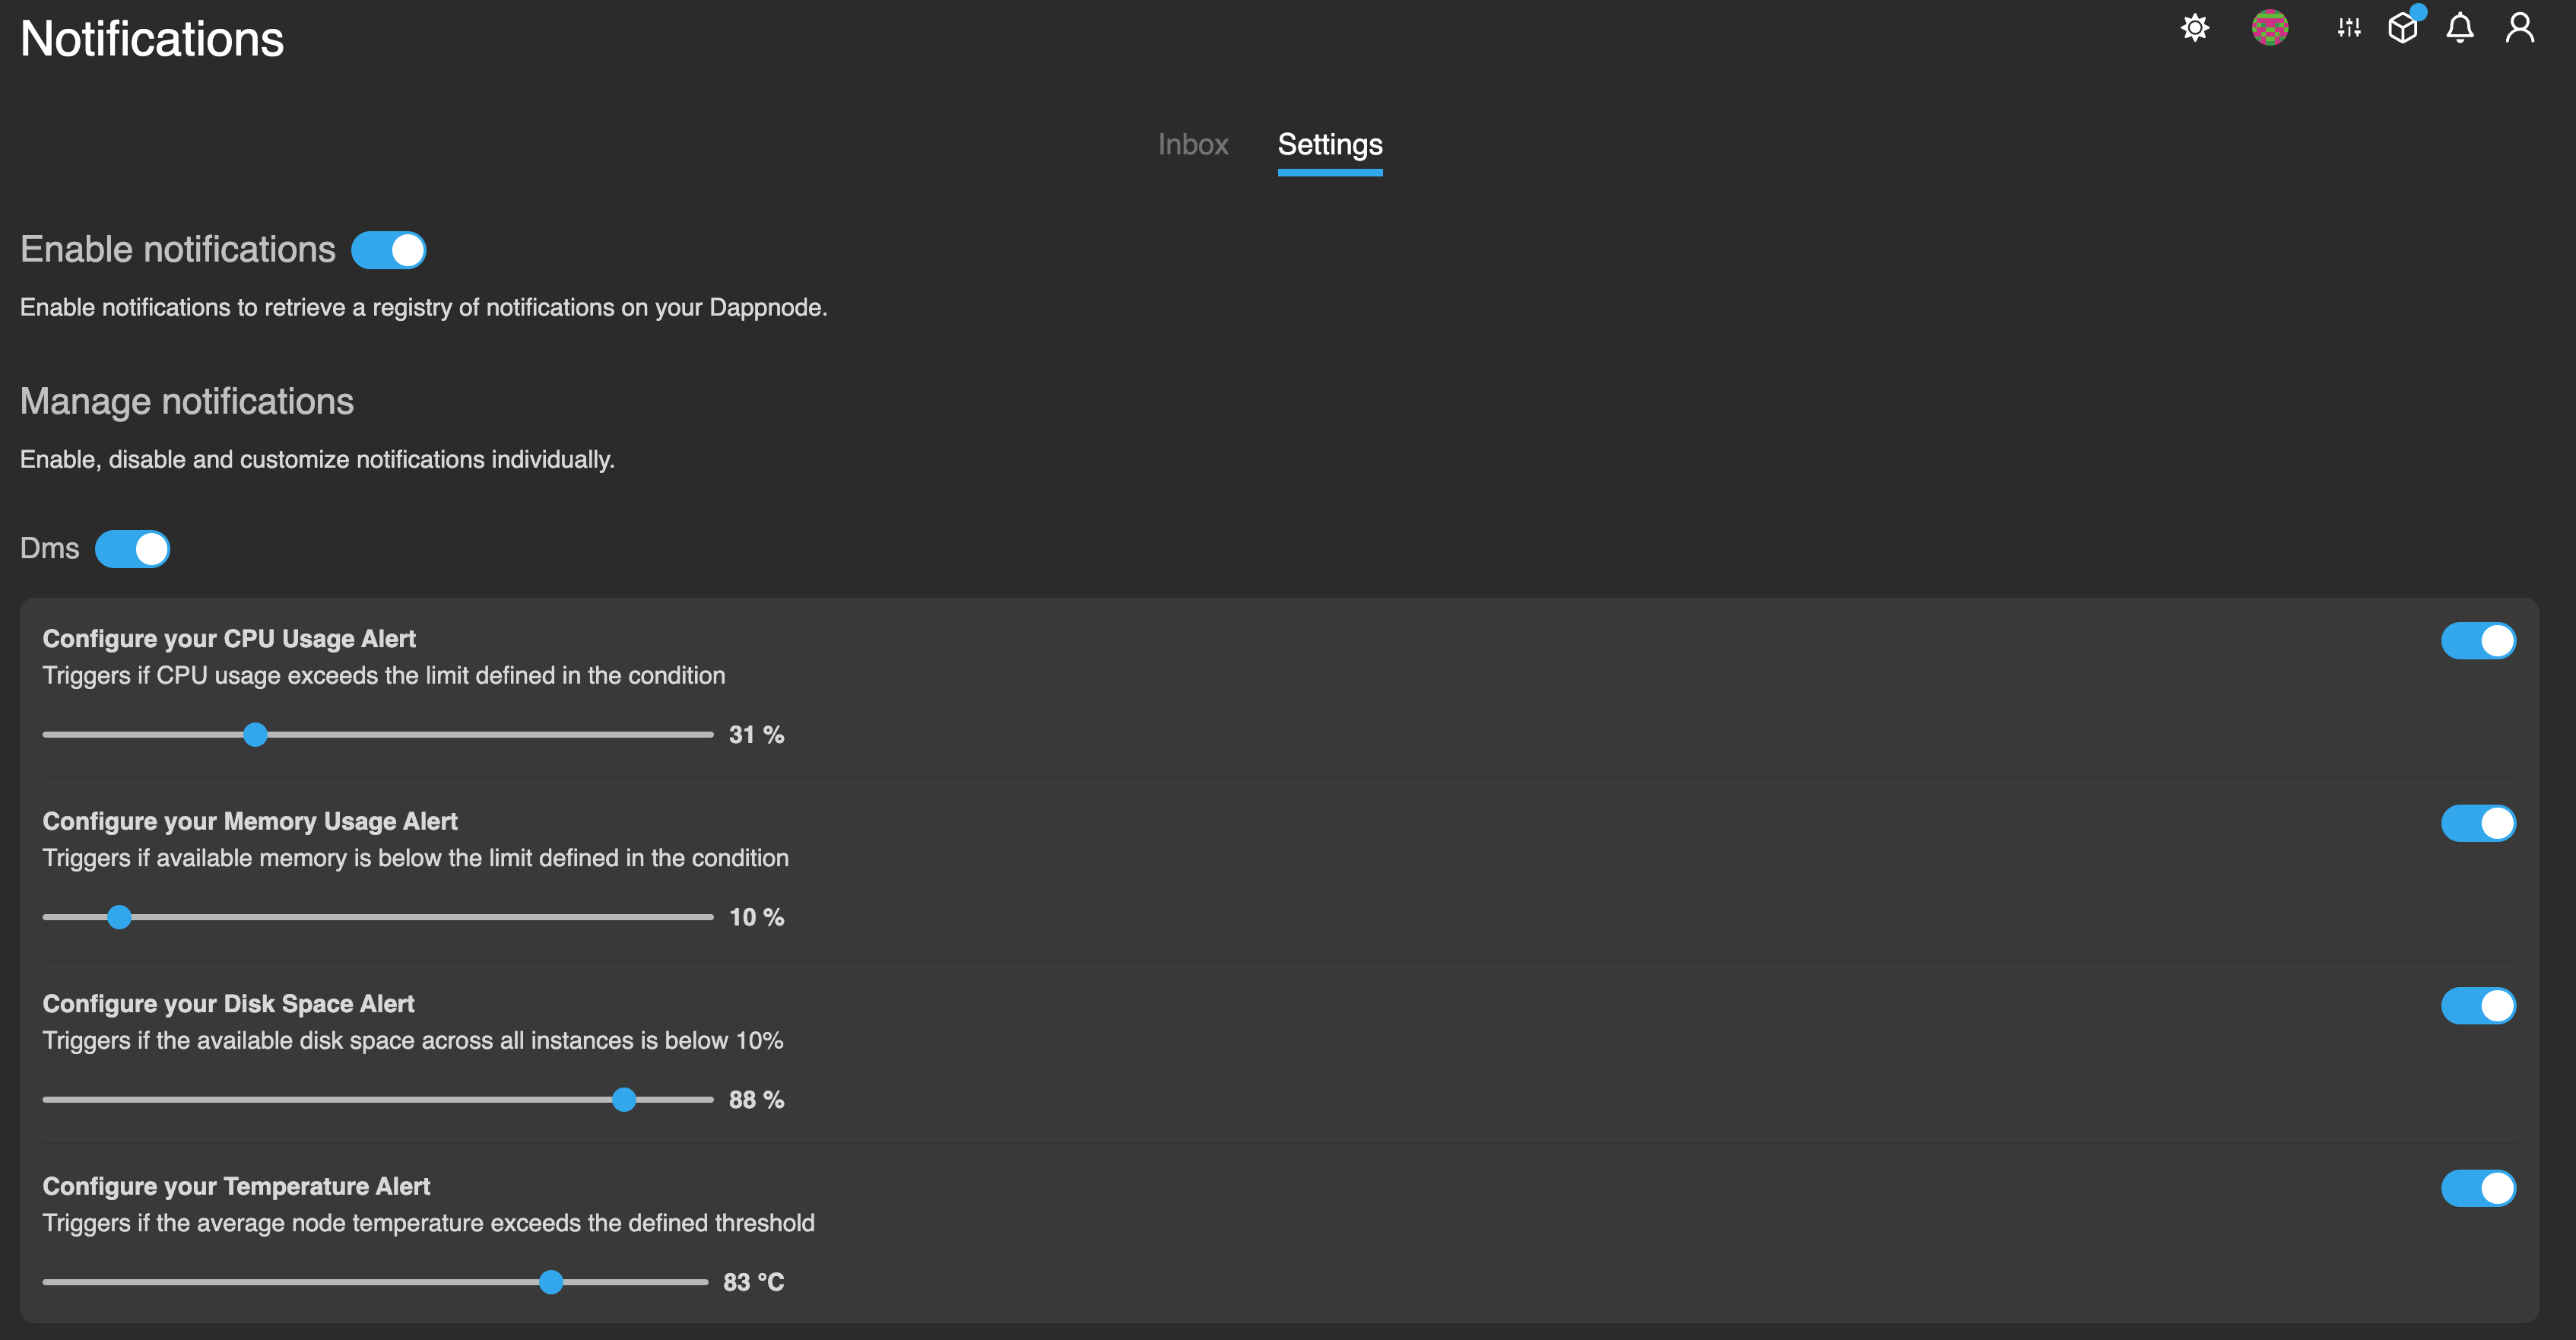 Notifications
Inbox
Settings
Enable notifications
Enable notifications to retrieve a registry of notifications on your Dappnode.
Manage notifications
Enable, disable and customize notifications individually.
Dms
Configure your CPU Usage Alert
Triggers if CPU usage exceeds the limit defined in the condition
31 %
Configure your Memory Usage Alert
Triggers if available memory is below the limit defined in the condition
10 %
Configure your Disk Space Alert
Triggers if the available disk space across all instances is below 10%
88 %
Configure your Temperature Alert
Triggers if the average node temperature exceeds the defined threshold
83 °C